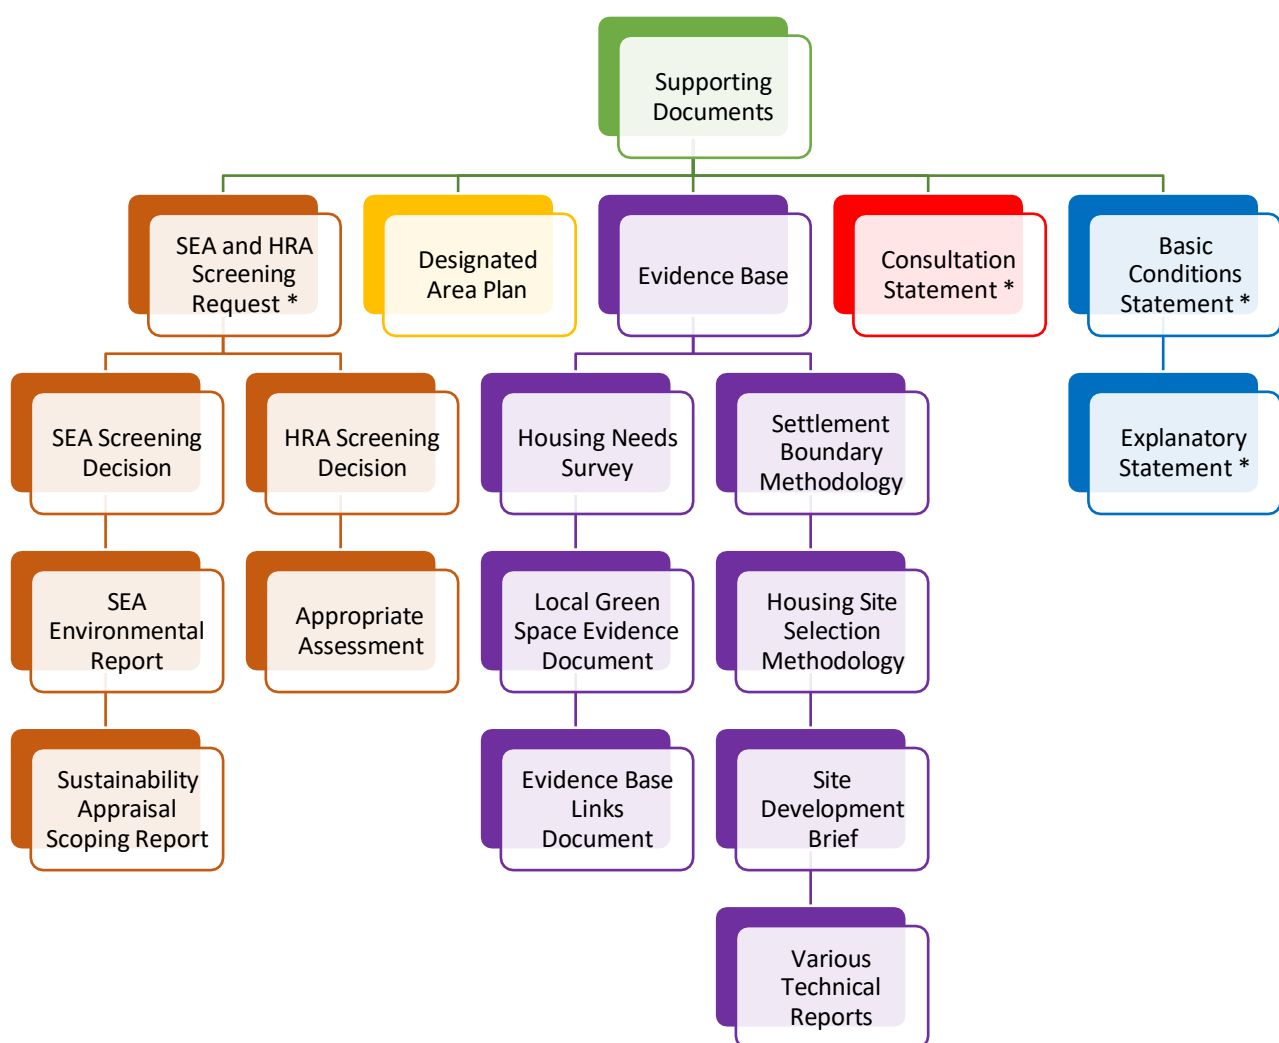 Supporting
Documents
SEA and HRA
Screening
Request *
Designated
Area Plan
Evidence Base
Consultation
Statement *
Basic
Conditions
Statement *
SEA Screening
Decision
HRA Screening
Decision
Housing Needs
Survey
Settlement
Boundary
Methodology
Explanatory
Statement *
SEA
Environmental
Report
Appropriate
Assessment
Local Green
Space Evidence
Document
Housing Site
Selection
Methodology
Sustainability
Appraisal
Scoping Report
Evidence Base
Links
Document
Site
Development
Brief
Various
Technical
Reports